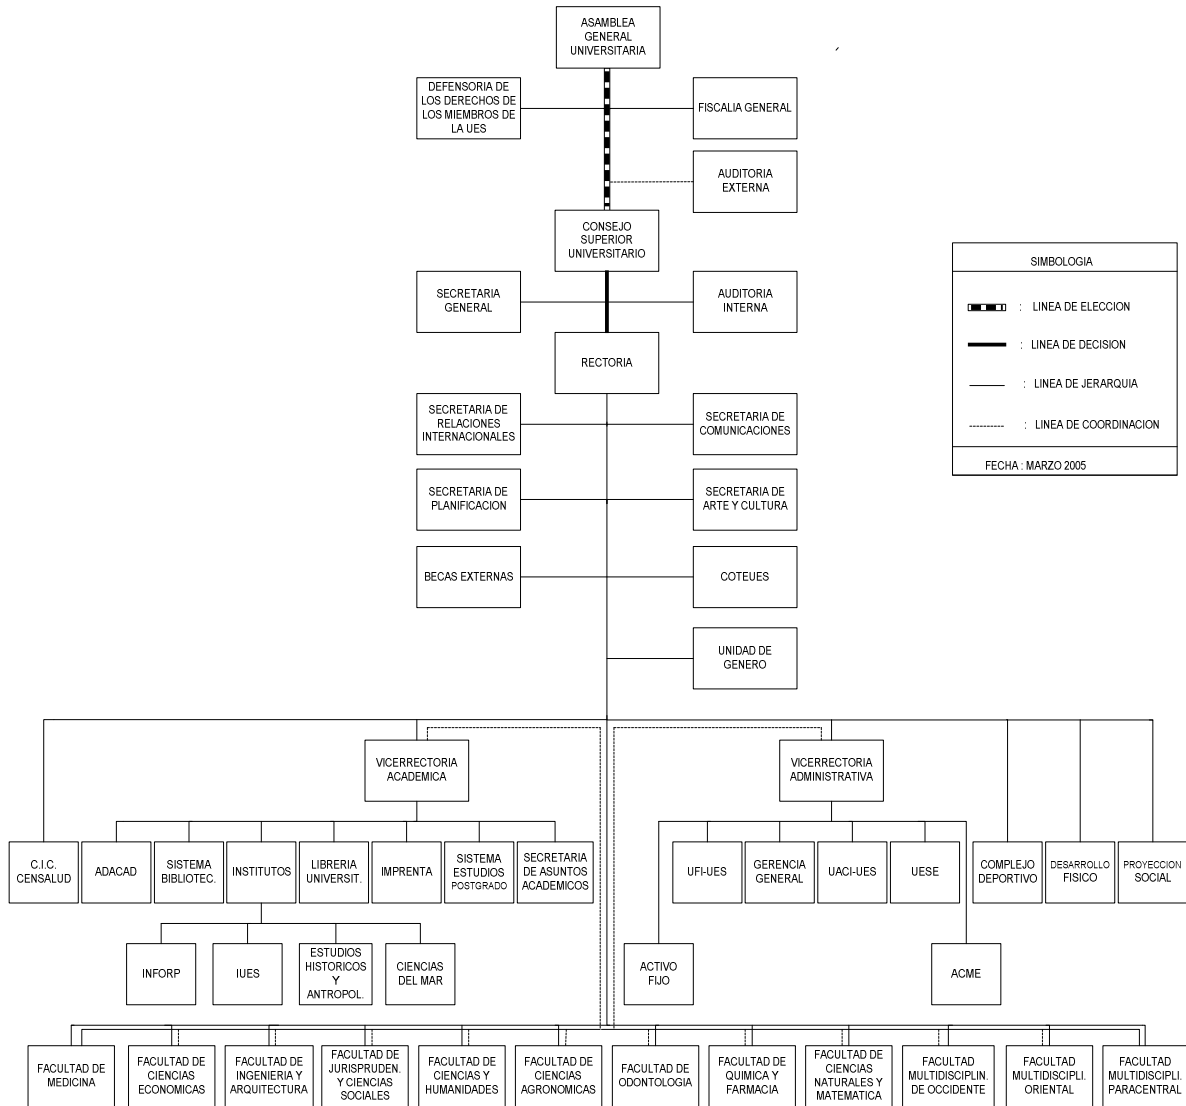 ASAMBLEA
GENERAL
UNIVERSITARIA
DEFENSORIA DE
LOS DERECHOS DE
LOS MIEMBROS DE
LA UES
FISCALIA GENERAL
AUDITORIA
EXTERNA
CONSEJO
SUPERIOR
UNIVERSITARIO
SECRETARIA
GENERAL
AUDITORIA
INTERNA
RECTORIA
SIMBOLOGIA
: LINEA DE ELECCION
: LINEA DE DECISION
: LINEA DE JERARQUIA
: LINEA DE COORDINACION
FECHA : MARZO 2005
SECRETARIA DE
RELACIONES
INTERNACIONALES
SECRETARIA DE
COMUNICACIONES
SECRETARIA DE
PLANIFICACION
SECRETARIA DE
ARTE Y CULTURA
BECAS EXTERNAS
COTEUES
UNIDAD DE
GENERO
VICERRECTORIA
ACADEMICA
VICERRECTORIA
ADMINISTRATIVA
C.I.C.
CENSALUD
ADACAD
SISTEMA
BIBLIOTEC.
INSTITUTOS
LIBRERIA
UNIVERSIT.
IMPRENTA
SISTEMA
ESTUDIOS
POSTGRADO
SECRETARIA
DE ASUNTOS
ACADEMICOS
UFI-UES
GERENCIA
GENERAL
UACI-UES
UESE
COMPLEJO
DEPORTIVO
DESARROLLO
FISICO
PROYECCION
SOCIAL
INFORP
IUES
ESTUDIOS
HISTORICOS
Y
ANTROPOL.
CIENCIAS
DEL MAR
ACTIVO
FIJO
ACME
FACULTAD DE
MEDICINA
FACULTAD DE
CIENCIAS
ECONOMICAS
FACULTAD DE
INGENIERIA Y
ARQUITECTURA
FACULTAD DE
JURISPRUDEN.
Y CIENCIAS
SOCIALES
FACULTAD DE
CIENCIAS Y
HUMANIDADES
FACULTAD DE
CIENCIAS
AGRONOMICAS
FACULTAD DE
ODONTOLOGIA
FACULTAD DE
QUIMICA Y
FARMACIA
FACULTAD DE
CIENCIAS
NATURALES Y
MATEMATICA
FACULTAD
MULTIDISCIPLIN.
DE OCCIDENTE
FACULTAD
MULTIDISCIPLI.
ORIENTAL
FACULTAD
MULTIDISCIPLI.
PARACENTRAL